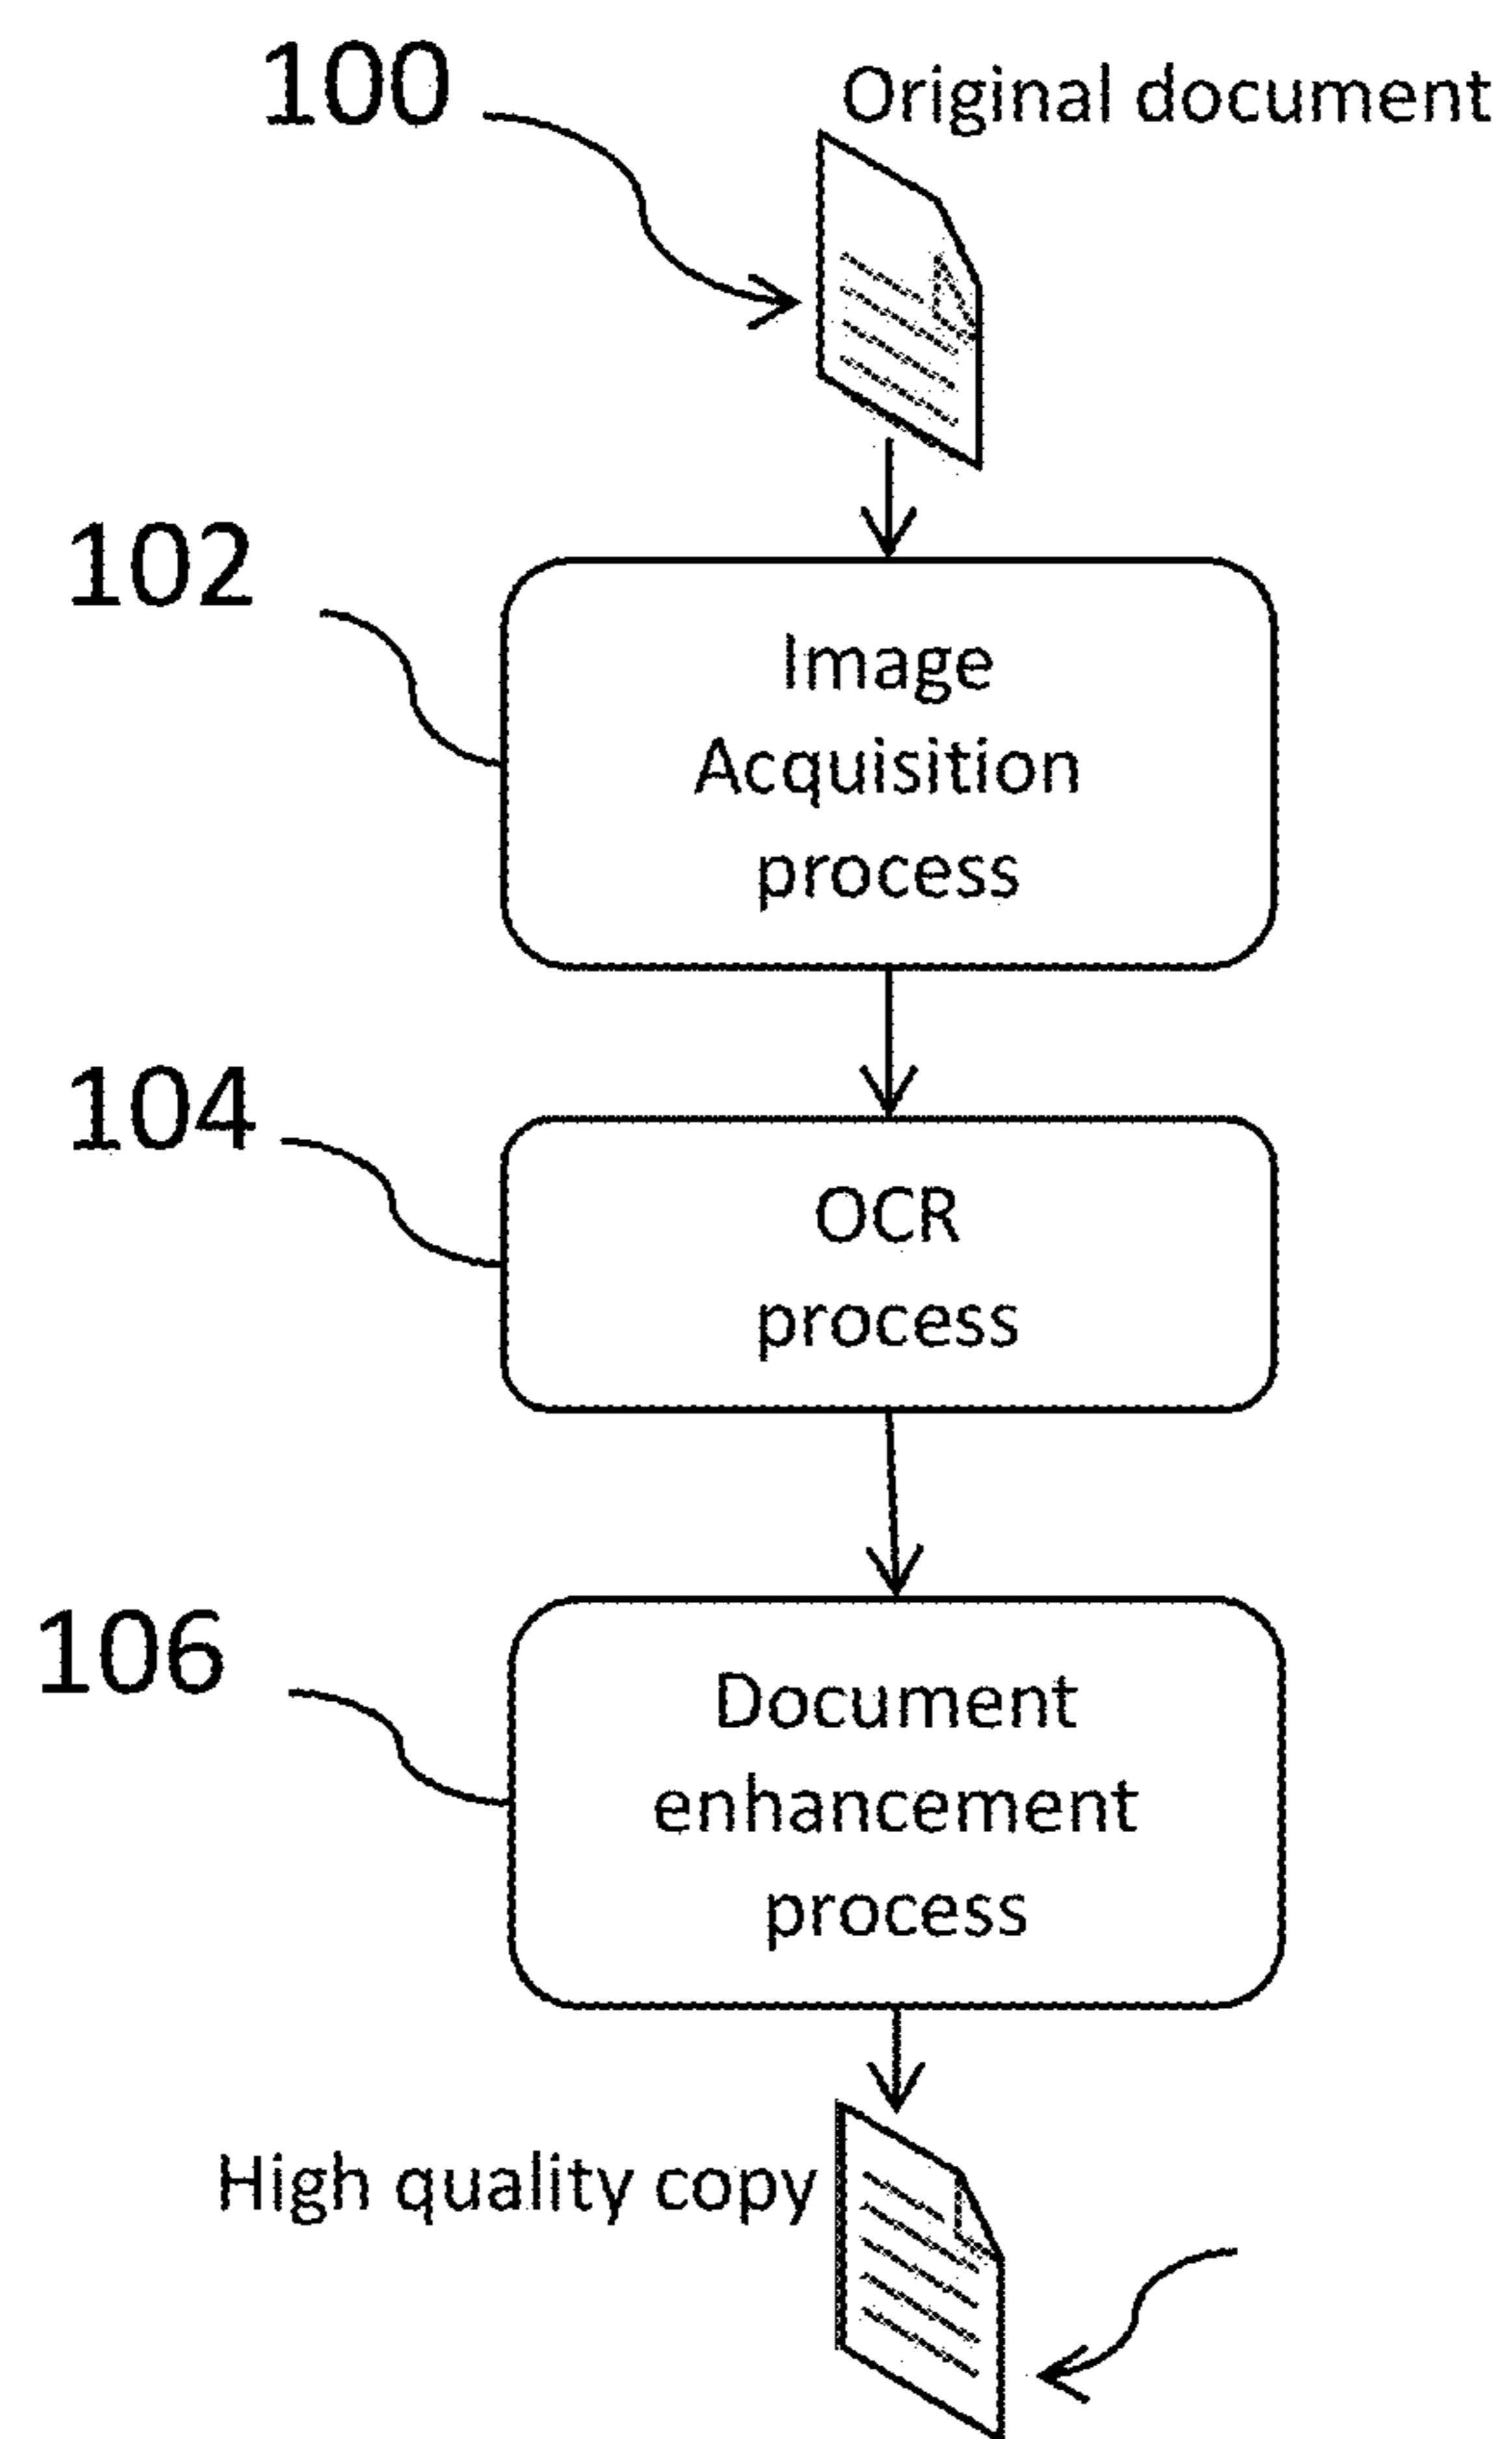 100
Original document
102
Image
Acquisition
process
104
OCR
process
106
Document
enhancement
process
High quality copy